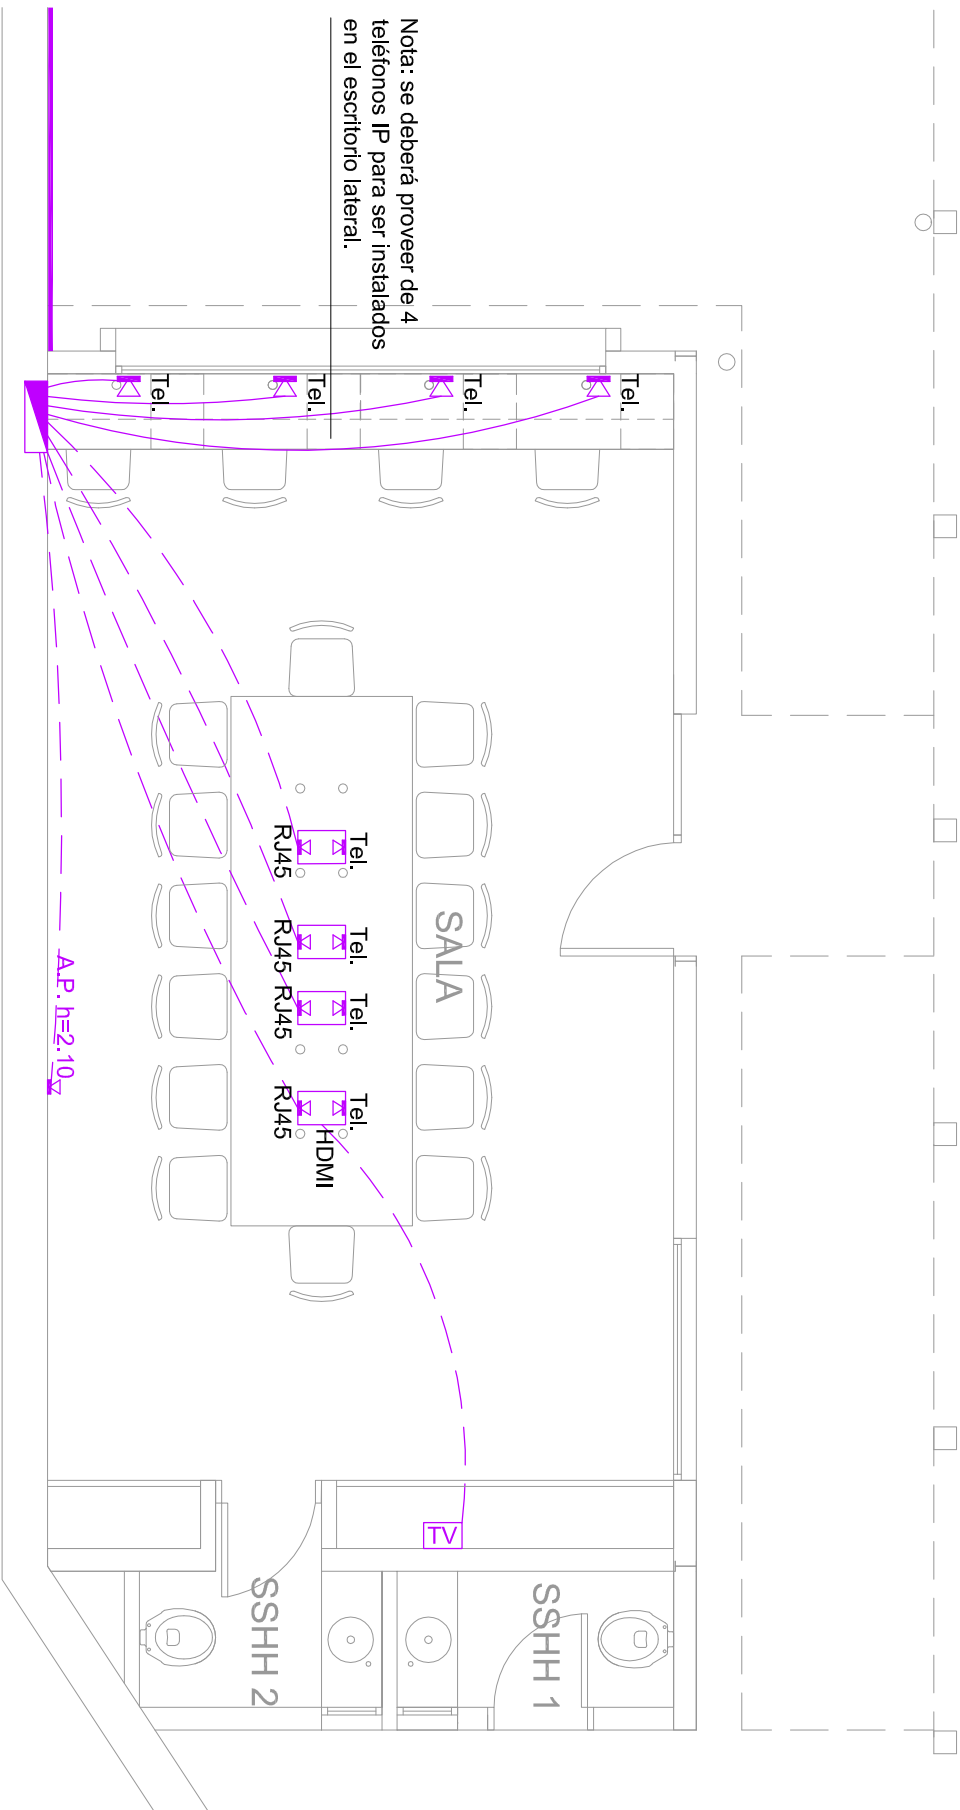 Nota: se deberá proveer de 4
teléfonos IP para ser instalados
en el escritorio lateral.
Tel.
Tel.
Tel.
Tel.
Tel.
RJ45
Tel.
RJ45
Tel.
RJ45
Tel.
RJ45
HDMI
SALA
A.P. h=2.10
TV
SSHH 1
SSHH 2